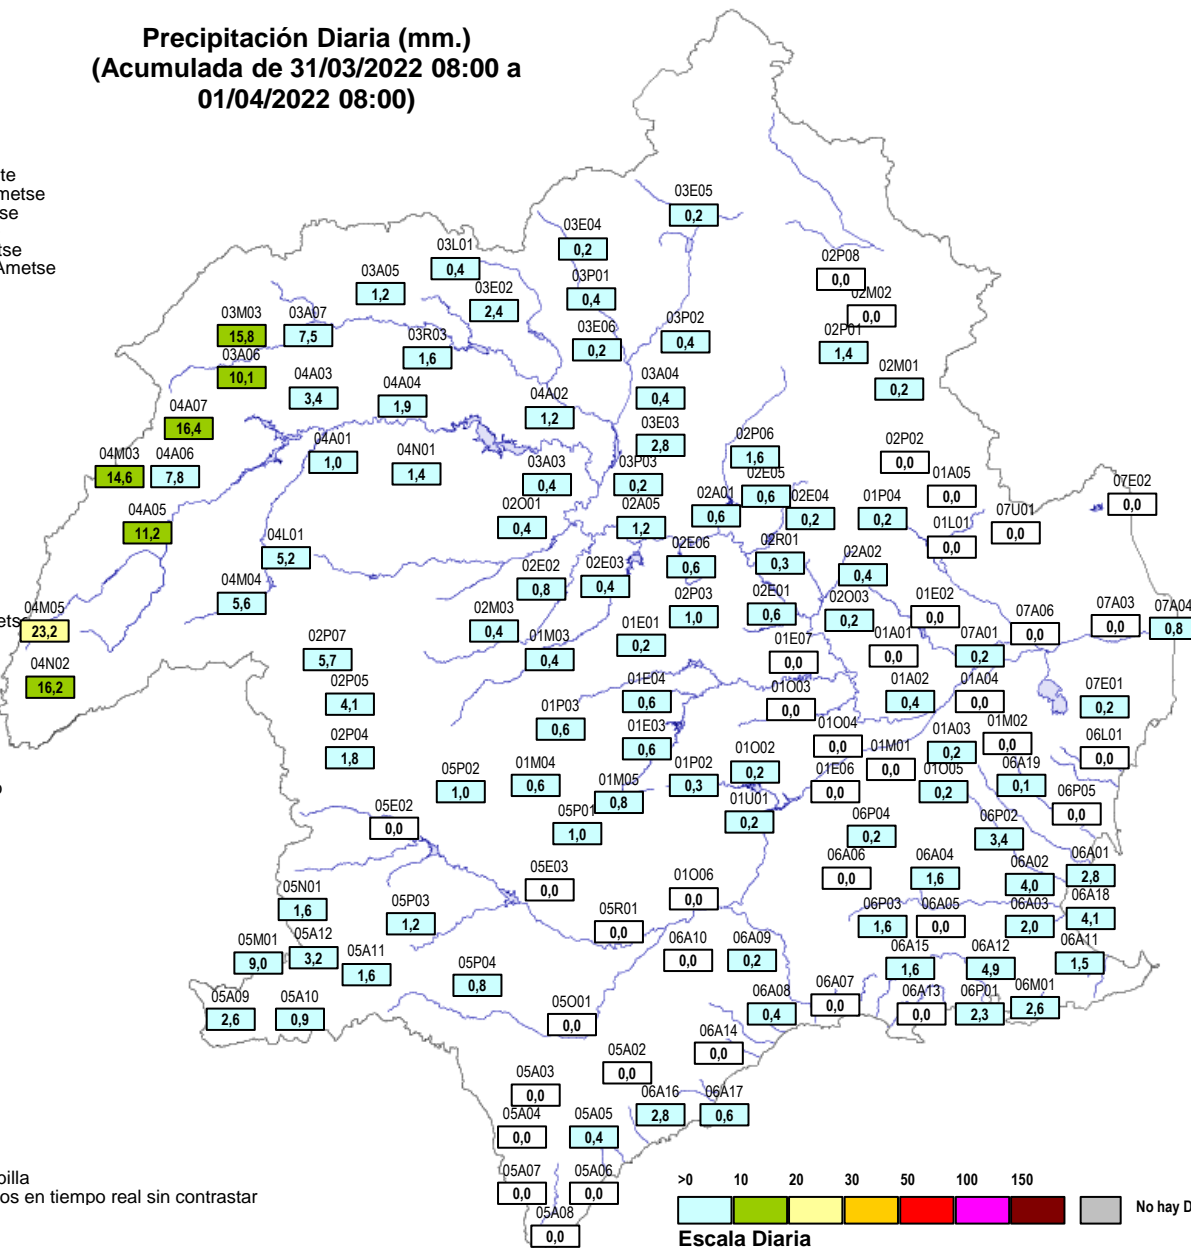 Precipitación Diaria (mm.)
(Acumulada de 31/03/2022 08:00 a
01/04/2022 08:00)
te
metse
se
tse
Ametse
etse
o
03E05
0,2
03E04
0,2
03L01
0,4
02P08
0,0
03A05
1,2
03P01
0,4
03E02
2,4
02M02
0,0
03M03
15,8
03A07
7,5
03R03
1,6
03E06
0,2
03P02
0,4
02P01
1,4
03A06
10,1
04A03
3,4
04A04
1,9
03A04
0,4
02M01
0,2
04A02
1,2
04A07
16,4
03E03
2,8
04A01
1,0
04N01
1,4
02P06
1,6
02P02
0,0
04M03
14,6
04A06
7,8
03A03
0,4
03P03
0,2
02E05
0,6
01A05
0,0
07E02
0,0
04A05
11,2
02O01
0,4
02A05
1,2
02A01
0,6
02E04
0,2
01P04
0,2
07U01
0,0
01L01
0,0
04L01
5,2
02E06
0,6
02R01
0,3
02A02
0,4
04M04
5,6
02E02
0,8
02E03
0,4
04M05
23,2
02M03
0,4
02P03
1,0
02E01
0,6
02O03
0,2
01E02
0,0
07A06
0,0
07A03
0,0
07A04
0,8
02P07
5,7
01M03
0,4
01E01
0,2
01E07
0,0
01A01
0,0
07A01
0,2
04N02
16,2
02P05
4,1
01E04
0,6
01O03
0,0
01A02
0,4
01A04
0,0
07E01
0,2
01P03
0,6
01E03
0,6
01O04
0,0
01A03
0,2
01M02
0,0
02P04
1,8
06L01
0,0
05P02
1,0
01M04
0,6
01M05
0,8
01P02
0,3
01O02
0,2
01E06
0,0
01M01
0,0
01O05
0,2
06A19
0,1
06P05
0,0
05E02
0,0
05P01
1,0
01U01
0,2
06P04
0,2
06P02
3,4
05E03
0,0
01O06
0,0
06A06
0,0
06A04
1,6
06A02
4,0
06A01
2,8
05N01
1,6
05P03
1,2
05R01
0,0
06P03
1,6
06A05
0,0
06A03
2,0
06A18
4,1
05M01
9,0
05A12
3,2
05A11
1,6
06A10
0,0
06A09
0,2
06A15
1,6
06A12
4,9
06A11
1,5
05P04
0,8
05A09
2,6
05A10
0,9
05O01
0,0
06A08
0,4
06A07
0,0
06A13
0,0
06P01
2,3
06M01
2,6
06A14
0,0
05A02
0,0
05A03
0,0
06A16
2,8
06A17
0,6
05A04
0,0
05A05
0,4
05A07
0,0
05A06
0,0
05A08
0,0
oilla
os en tiempo real sin contrastar
>0 10 20 30 50 100 150
No hay D
Escala Diaria